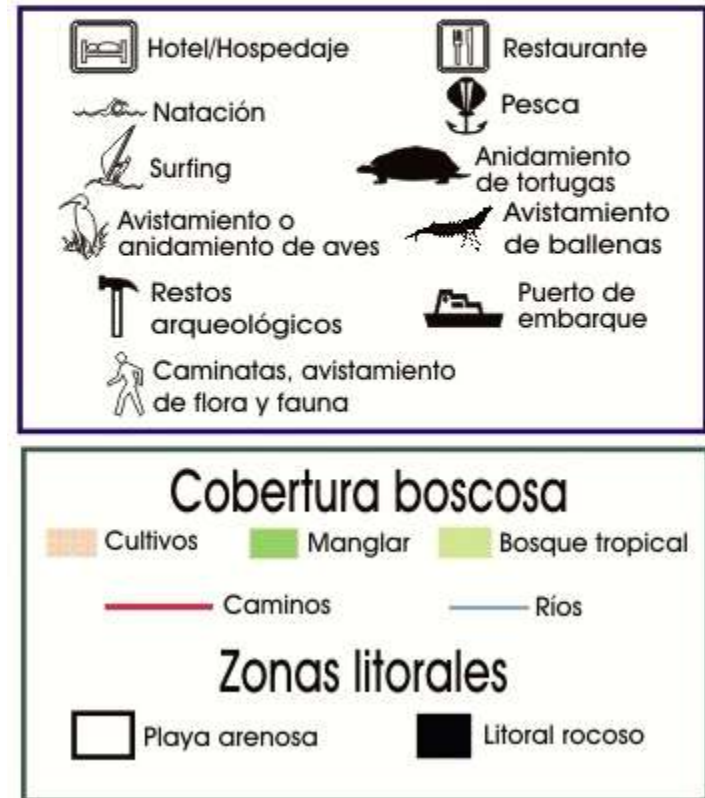 Hotel/Hospedaje
Restaurante
Natación
Pesca
Surfing
Anidamiento
de tortugas
Avistamiento o
anidamiento de aves
Avistamiento
de ballenas
Restos
arqueológicos
Puerto de
embarque
Caminatas, avistamiento
de flora y fauna
Cobertura boscosa
Cultivos
Manglar
Bosque tropical
Caminos
Ríos
Zonas litorales
Playa arenosa
Litoral rocoso